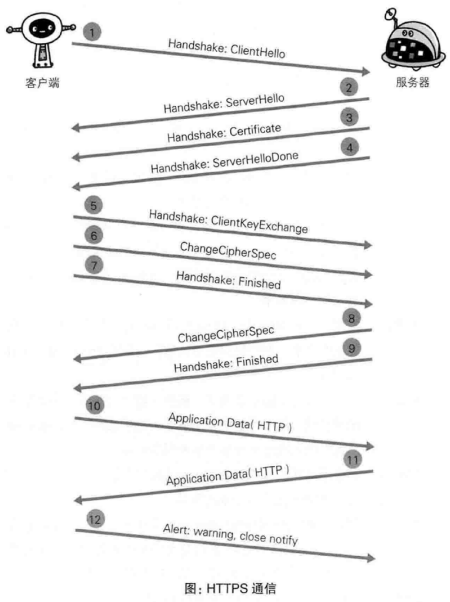 1
Handshake: ClientHello
客户端
服务器
2
Handshake: ServerHello
3
Handshake: Certificate
4
Handshake: ServerHelloDone
5
Handshake: ClientKeyExchange
6
ChangeCipherSpec
7
Handshake: Finished
8
ChangeCipherSpec
9
Handshake: Finished
10
Application Data( HTTP )
11
Application Data( HTTP )
12
Alert: warning, close notify
图: HTTPS 通信